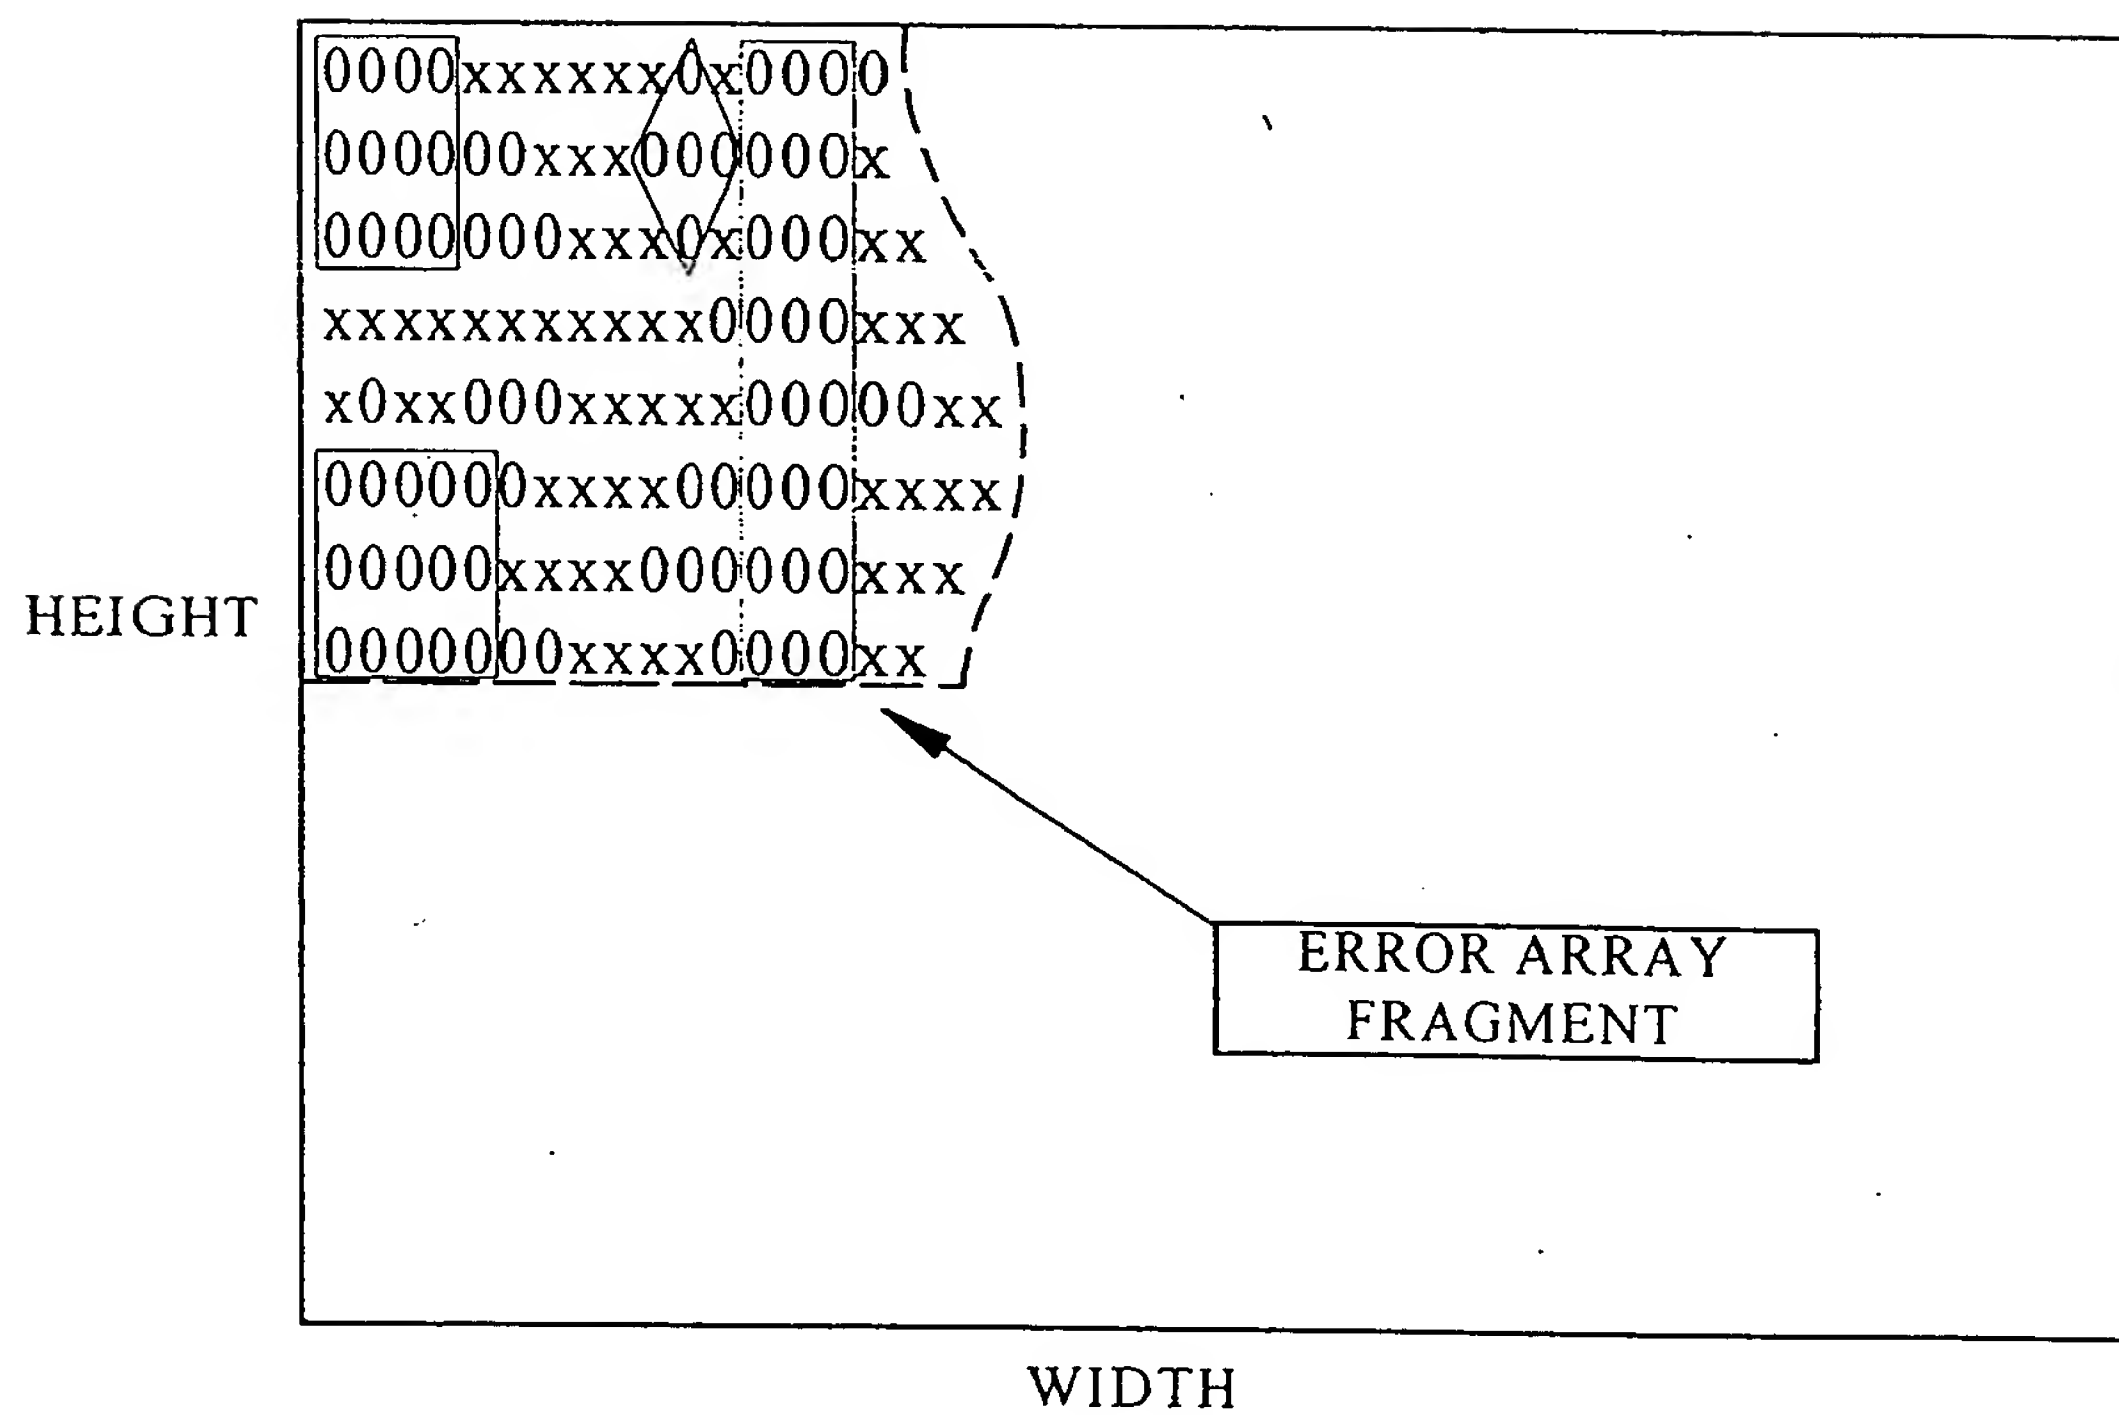 0000xxxxxx0x0000
000000xxx000000x
0000000xxx0x000xx
xxxxxxxxxxx0000xxx
x0xx000xxxxx00000xx
000000xxxx00000xxxx
00000xxxx000000xxx
0000000xxxx0000xx
HEIGHT
ERROR ARRAY
FRAGMENT
WIDTH